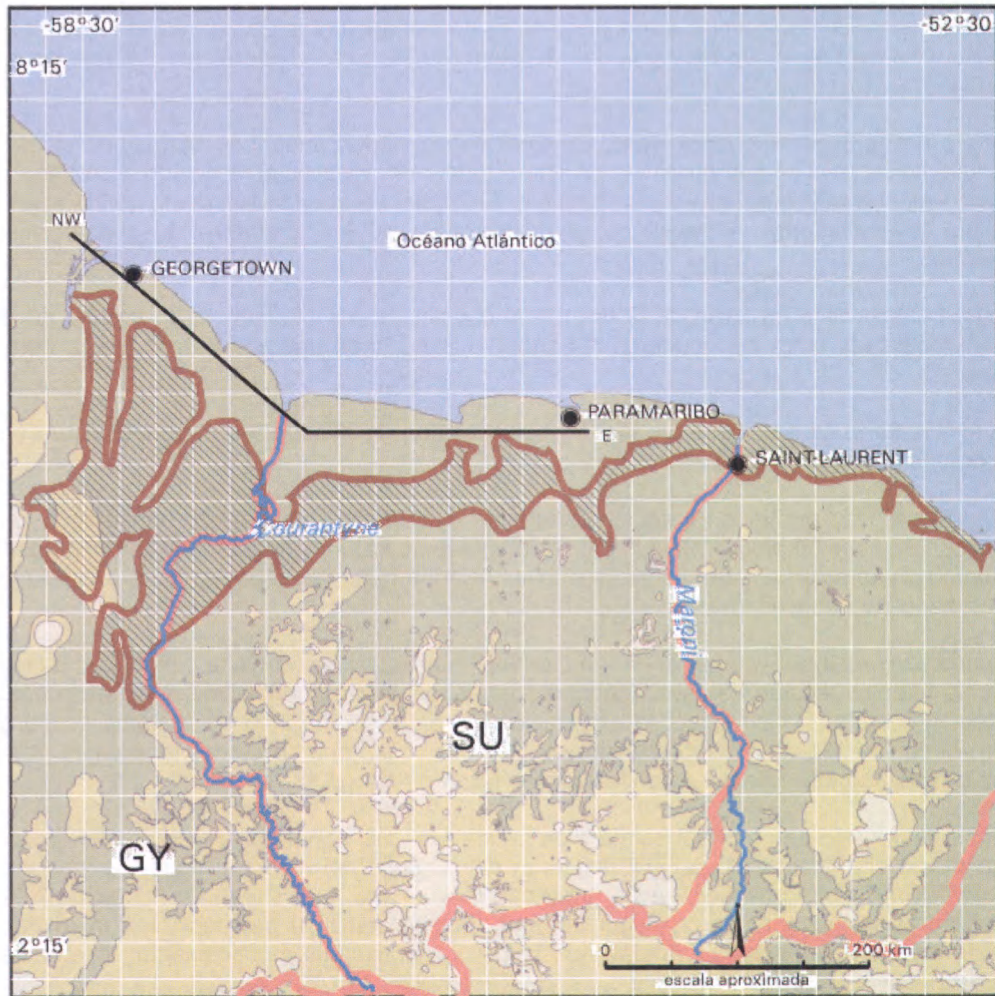 -58°30'
-52°30
8°15'
NW
Océano Atlántico
GEORGETOWN
PARAMARIBO
E
SAINT-LAURENT
Courantyne
Maroni
SU
GY
2°15'
0
200 km
escala aproximada